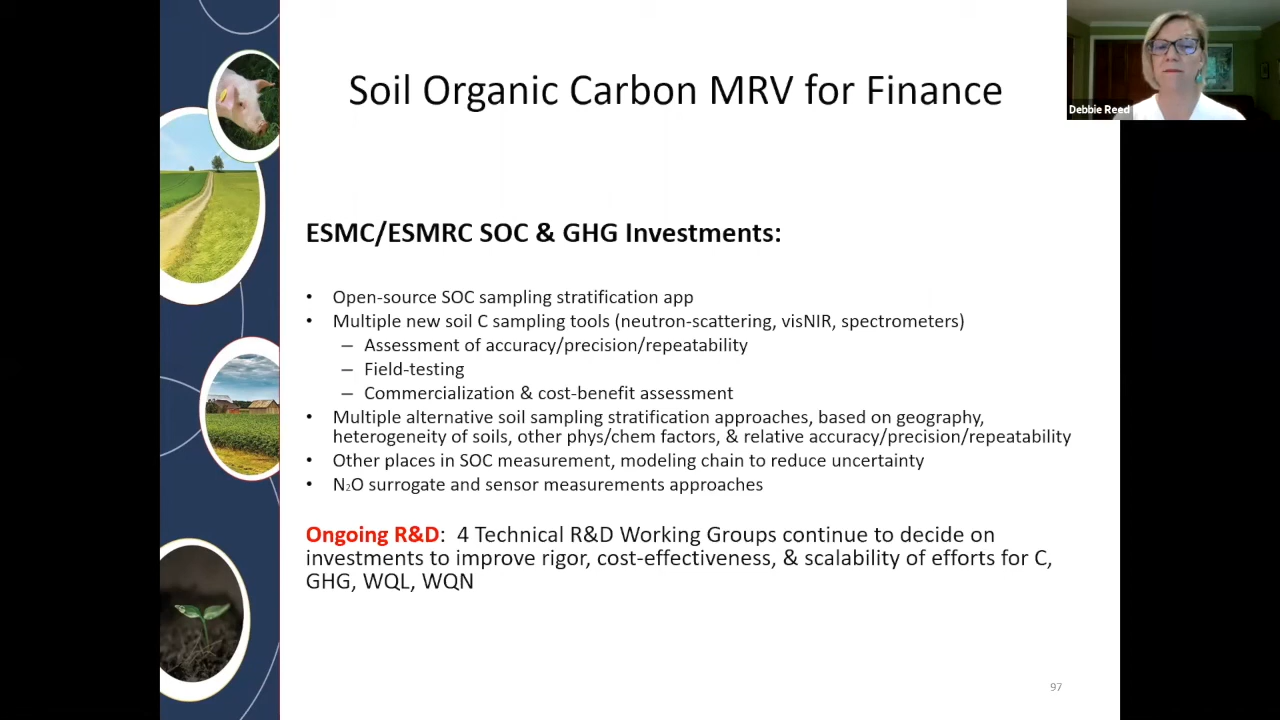 Soil Organic Carbon MRV for Finance
Debbie Reed
ESMC/ESMRC SOC & GHG Investments:
• Open-source SOC sampling stratification app
• Multiple new soil C sampling tools (neutron-scattering, visNIR, spectrometers)
– Assessment of accuracy/precision/repeatability
– Field-testing
– Commercialization & cost-benefit assessment
• Multiple alternative soil sampling stratification approaches, based on geography,
heterogeneity of soils, other phys/chem factors, & relative accuracy/precision/repeatability
• Other places in SOC measurement, modeling chain to reduce uncertainty
• N₂O surrogate and sensor measurements approaches
Ongoing R&D: 4 Technical R&D Working Groups continue to decide on
investments to improve rigor, cost-effectiveness, & scalability of efforts for C,
GHG, WQL, WQN
97